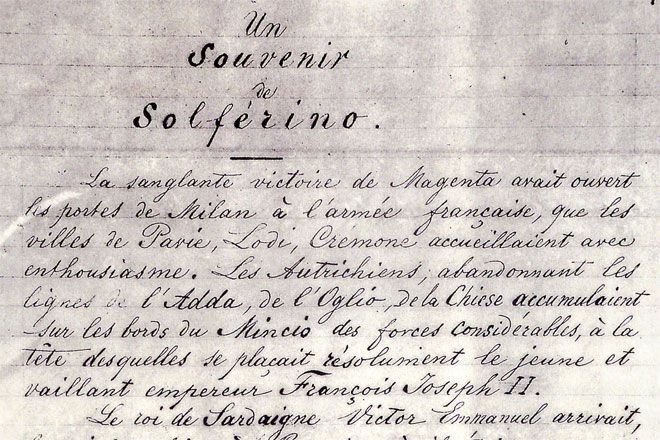 Un
Souvenir
de
Solférino.
La sanglante victoire de Magenta avait ouvert
les portes de Milan à l'armée française, que les
villes de Pavie, Lodi, Crémone accueillaient avec
enthousiasme. Les Autrichiens, abandonnant les
lignes de l'Adda, de l'Oglio, de la Chiese accumulaient
sur les bords du Mincio des forces considérables, à la
tête desquelles se plaçait résolument le jeune et
vaillant empereur François Joseph II.
Le roi de Sardaigne Victor Emmanuel arrivait,